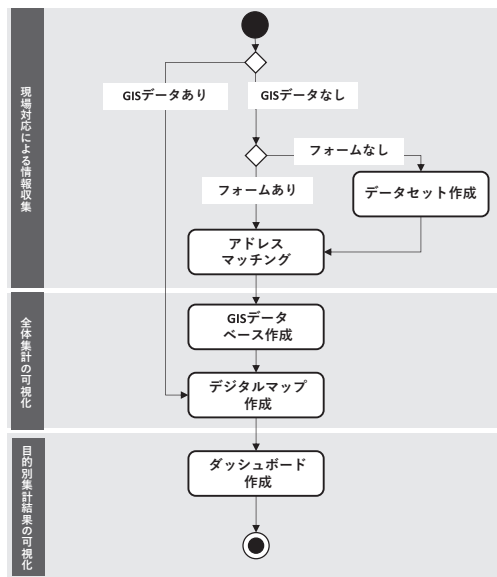 現場対応による情報収集
GISデータあり
GISデータなし
フォームなし
フォームあり
データセット作成
アドレス
マッチング
全体集計の可視化
GISデータ
ベース作成
デジタルマップ
作成
目的別集計結果の可視化
ダッシュボード
作成